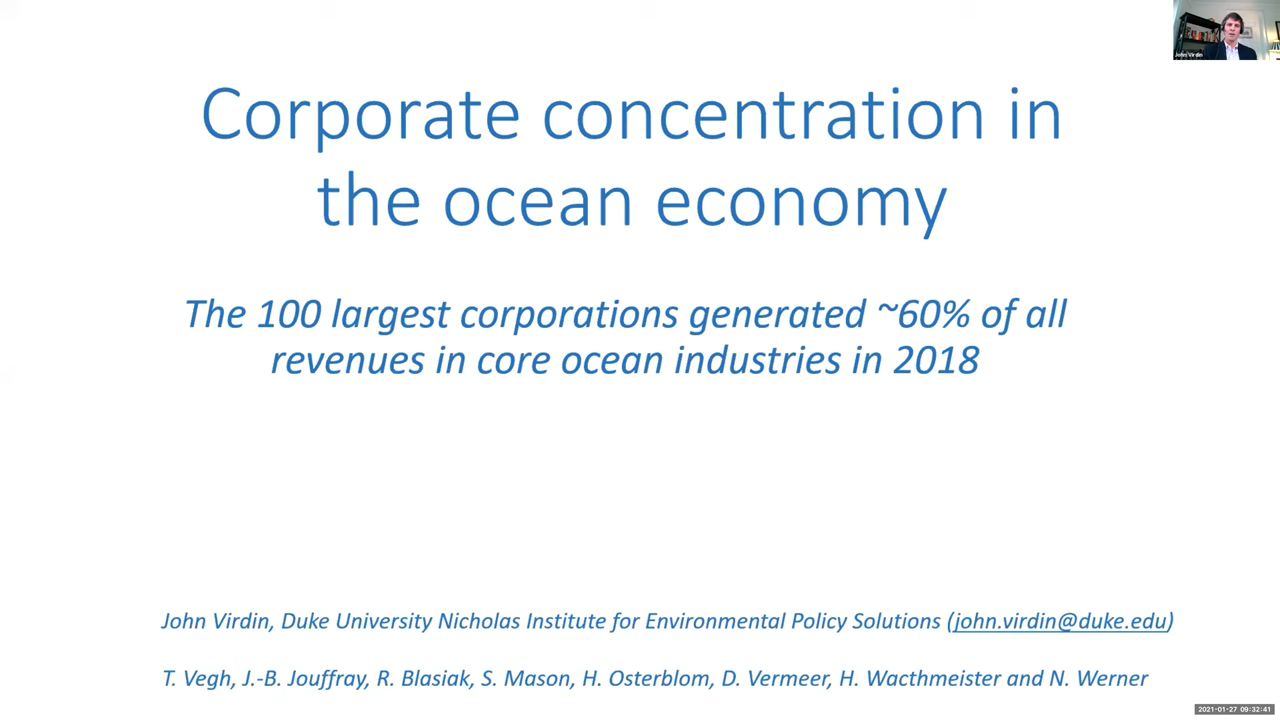 John Virdin
Corporate concentration in
the ocean economy
The 100 largest corporations generated ~60% of all
revenues in core ocean industries in 2018
John Virdin, Duke University Nicholas Institute for Environmental Policy Solutions (john.virdin@duke.edu)
T. Vegh, J.-B. Jouffray, R. Blasiak, S. Mason, H. Osterblom, D. Vermeer, H. Wacthmeister and N. Werner
2021-01-27 09:32:41